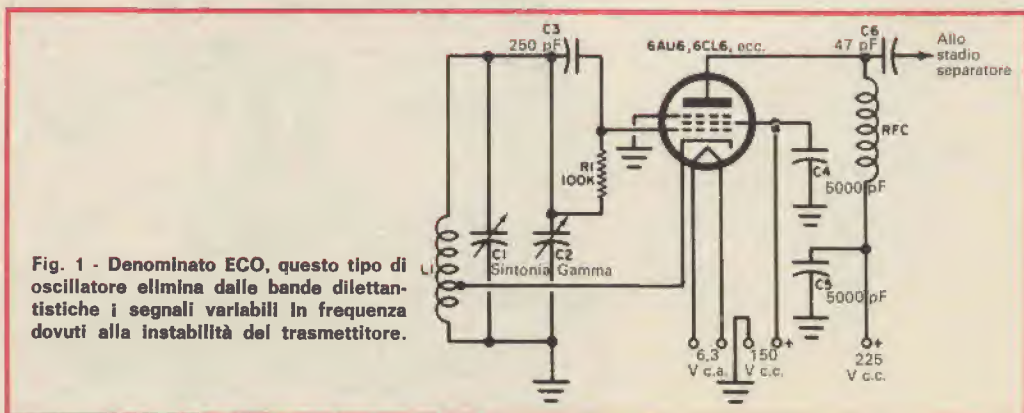 C3
250 pF
6AU6, 6CL6, ecc.
C6
47 pF
Allo
stadio
separatore
RFC
R1
100K
C4
5000 pF
L1
C1
Sintonia
C2
Gamma
C5
5000 pF
6,3
V c.a.
150
V c.c.
+
+
225
V c.c.
Fig. 1 - Denominato ECO, questo tipo di
oscillatore elimina dalle bande dilettan-
tistiche i segnali variabili in frequenza
dovuti alla instabilità del trasmettitore.